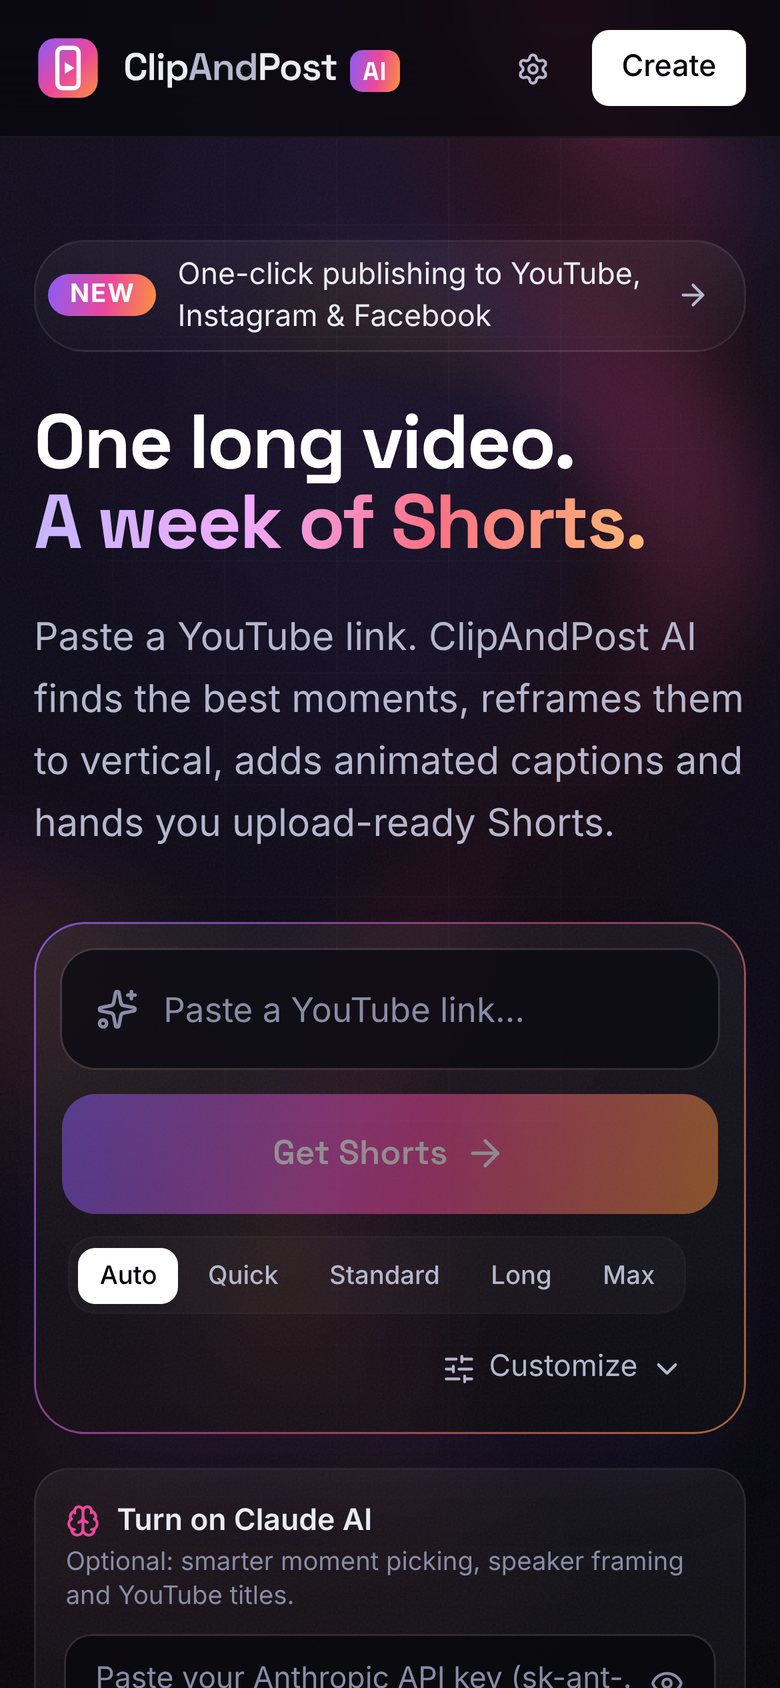 ClipAndPost AI
Create
NEW
One-click publishing to YouTube,
Instagram & Facebook
One long video.
A week of Shorts.
Paste a YouTube link. ClipAndPost AI
finds the best moments, reframes them
to vertical, adds animated captions and
hands you upload-ready Shorts.
Paste a YouTube link...
Get Shorts
Auto Quick Standard Long Max
Customize
Turn on Claude AI
Optional: smarter moment picking, speaker framing
and YouTube titles.
Paste your Anthropic API key (sk-ant-.